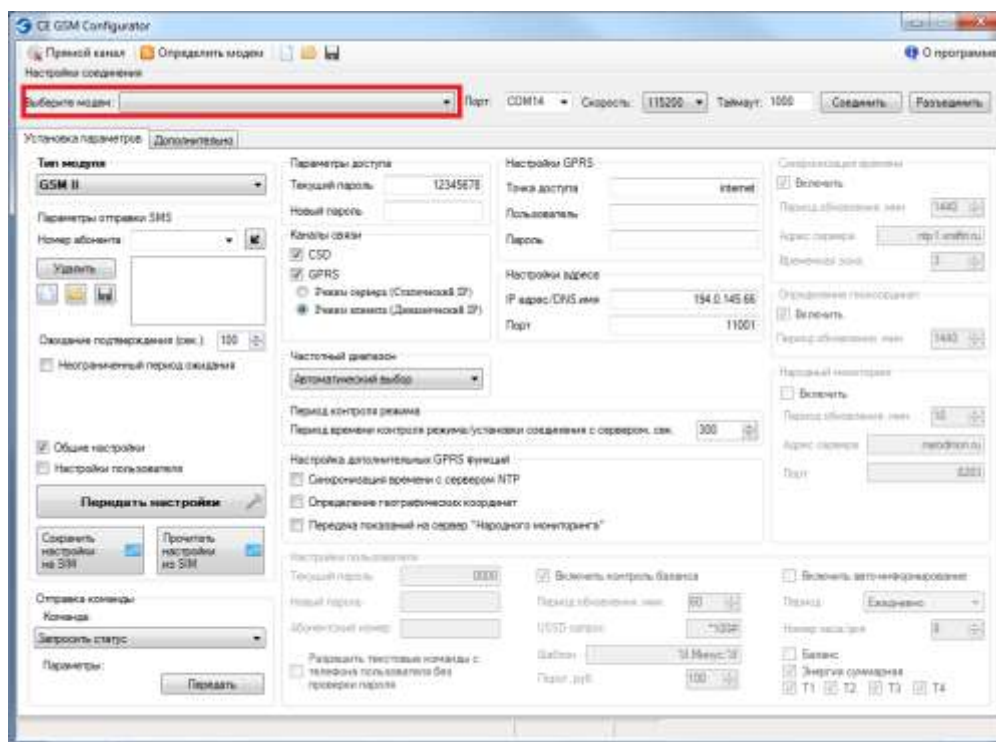 CE GSM Configurator
Прямой канал Определить модем О программе
Настройки соединения
Выберите модем: Порт: COM14 Скорость: 115200 Таймаут: 1000 Соединить Разъединить
Установка параметров Дополнительно
Тип модуля
GSM II
Параметры отправки SMS
Номер абонента
Удалить
Ожидание подтверждения (сек.) 100
Неограниченный период ожидания
Общие настройки
Настройки пользователя
Передать настройки
Сохранить настройки на SIM
Прочитать настройки из SIM
Отправка команды
Команда:
Запросить статус
Параметры:
Передать
Параметры доступа
Текущий пароль 12345678
Новый пароль
Каналы связи
CSD
GPRS
Режим сервера (Статический IP)
Режим клиента (Динамический IP)
Частотный диапазон
Автоматический выбор
Настройки GPRS
Точка доступа internet
Пользователь
Пароль
Настройки адреса
IP адрес/DNS имя 194.0.145.66
Порт 11001
Период контроля режима
Период времени контроля режима/установки соединения с сервером, сек. 300
Настройка дополнительных GPRS функций
Синхронизация времени с сервером NTP
Определение географических координат
Передача показаний на сервер "Народного мониторинга"
Синхронизация времени
Включить
Период обновления, мин 1440
Адрес сервера
Временная зона 3
Определение геокоординат
Включить
Период обновления, мин 1440
Народный мониторинг
Включить
Период обновления, мин 10
Адрес сервера narodmon.ru
Порт 8283
Настройки пользователя
Текущий пароль 0000
Новый пароль
Абонентский номер
Разрешить текстовые команды с телефона пользователя без проверки пароля
Включить контроль баланса
Период обновления, мин 60
USSD-запрос *100#
Шаблон
Порог, руб 100
Включить автоинформирование
Период Ежедневно
Номер часа/дня
Баланс
Энергия суммарная
T1 T2 T3 T4